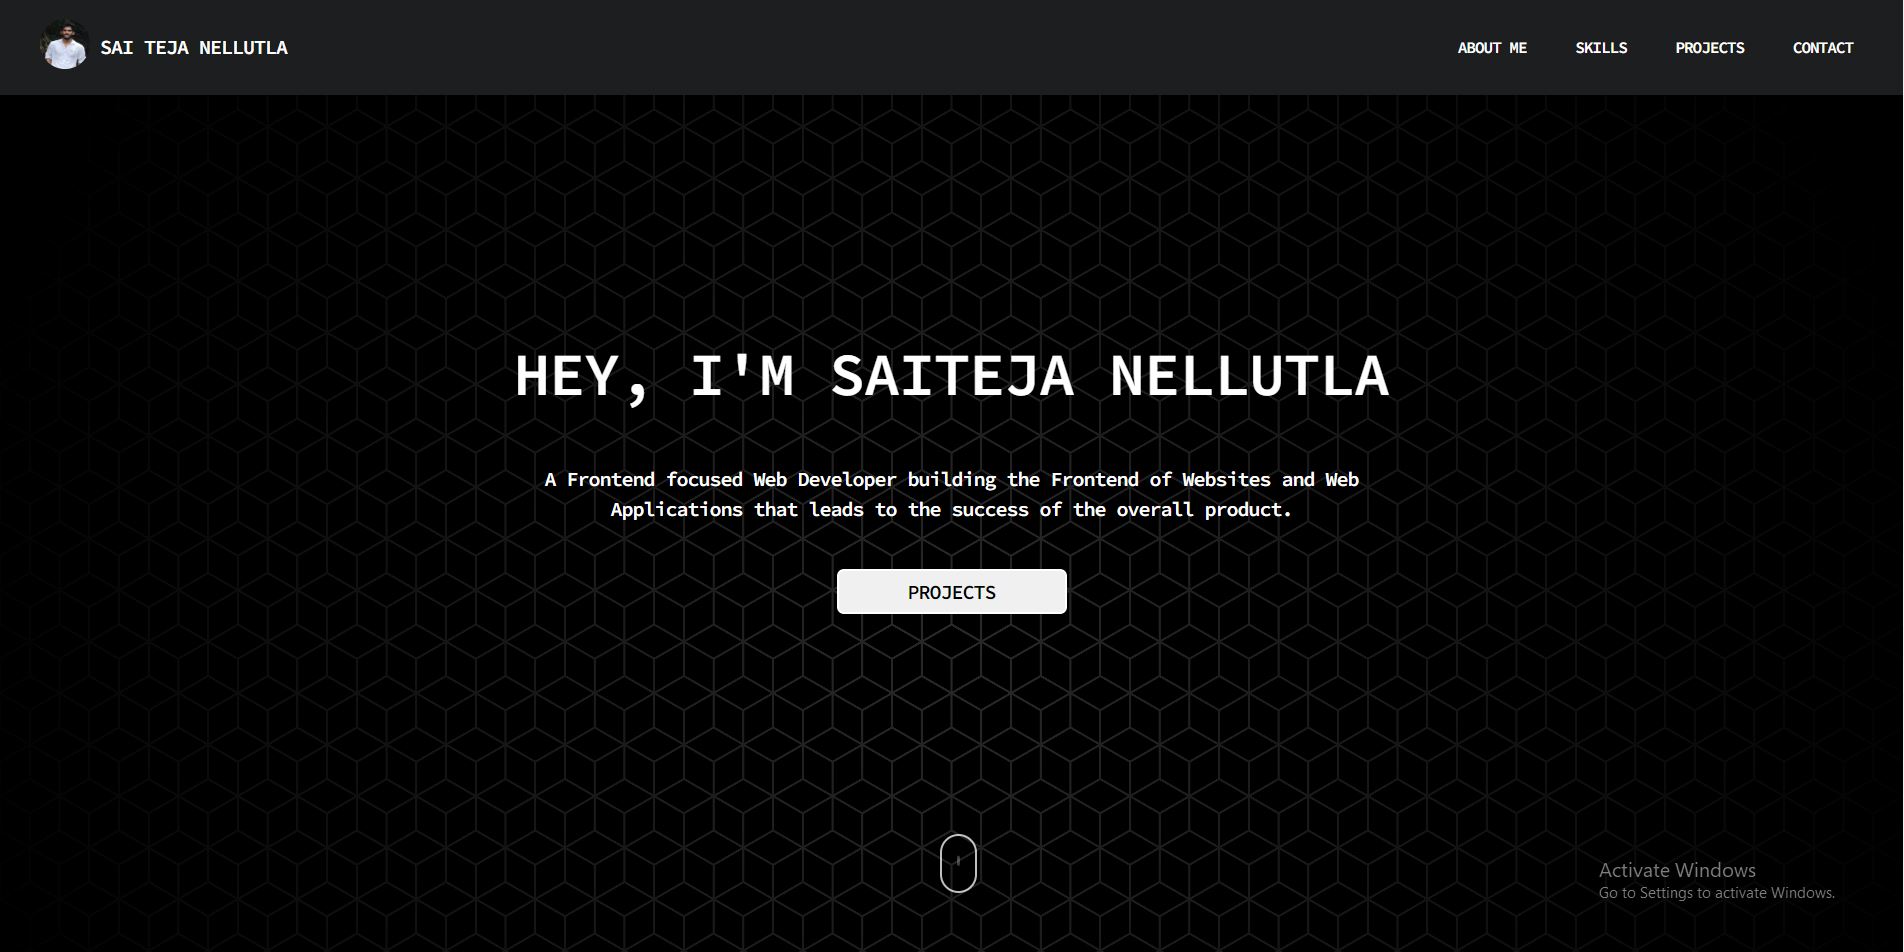 SAI TEJA NELLUTLA
ABOUT ME
SKILLS
PROJECTS
CONTACT
HEY, I'M SAITEJA NELLUTLA
A Frontend focused Web Developer building the Frontend of Websites and Web
Applications that leads to the success of the overall product.
PROJECTS
Activate Windows
Go to Settings to activate Windows.